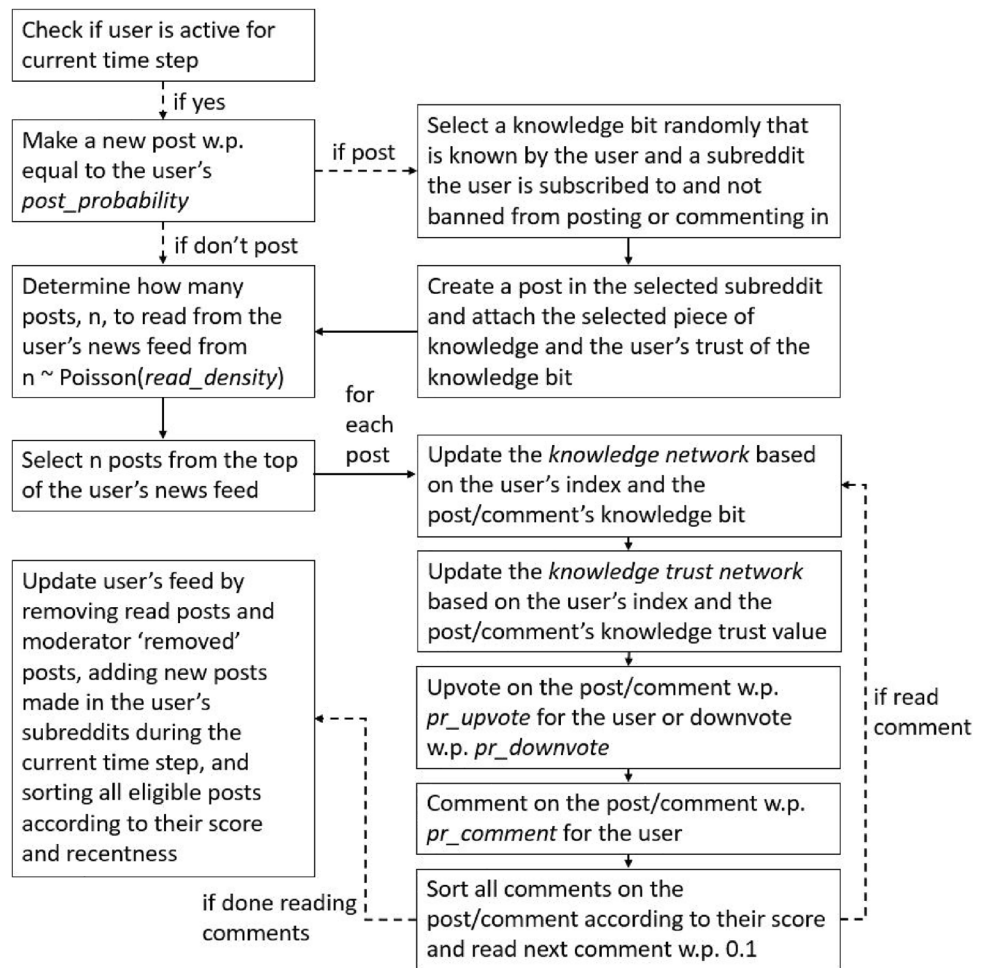 Check if user is active for
current time step
if yes
Make a new post w.p.
equal to the user's
post_probability
if post
Select a knowledge bit randomly that
is known by the user and a subreddit
the user is subscribed to and not
banned from posting or commenting in
if don't post
Determine how many
posts, n, to read from the
user's news feed from
n ~ Poisson(read_density)
Create a post in the selected subreddit
and attach the selected piece of
knowledge and the user's trust of the
knowledge bit
Select n posts from the top
of the user's news feed
for
each
post
Update the knowledge network based
on the user's index and the
post/comment's knowledge bit
Update the knowledge trust network
based on the user's index and the
post/comment's knowledge trust value
Upvote on the post/comment w.p.
pr_upvote for the user or downvote
w.p. pr_downvote
Comment on the post/comment w.p.
pr_comment for the user
Sort all comments on the
post/comment according to their score
and read next comment w.p. 0.1
if read
comment
if done reading
comments
Update user's feed by
removing read posts and
moderator 'removed'
posts, adding new posts
made in the user's
subreddits during the
current time step, and
sorting all eligible posts
according to their score
and recentness